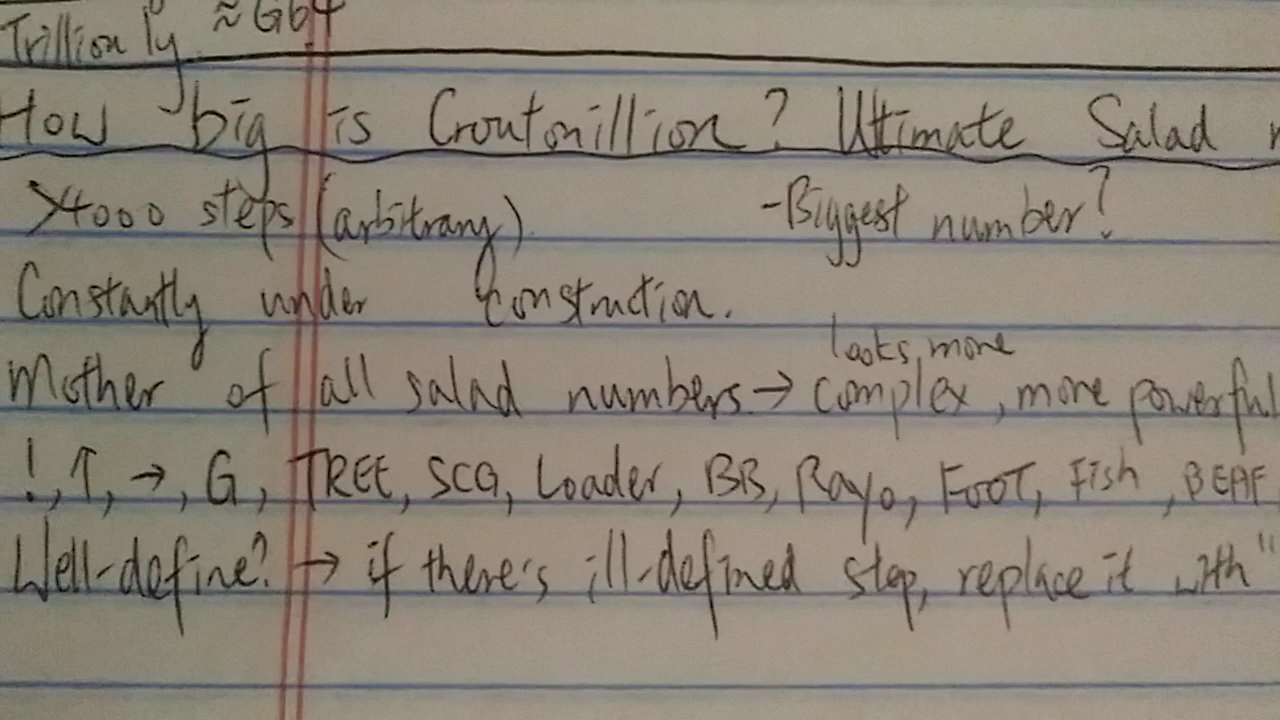 Trillion ly ≈ G64
How big is Croutonillion? Ultimate Salad
>4000 steps (arbitrary) -Biggest number?
Constantly under construction.
looks more
Mother of all salad numbers → complex, more powerful
!, ↑, →, G, TREE, SCG, Loader, BB, Rayo, FOOT, Fish, BEAF
Well-define? → if there's ill-defined step, replace it with "